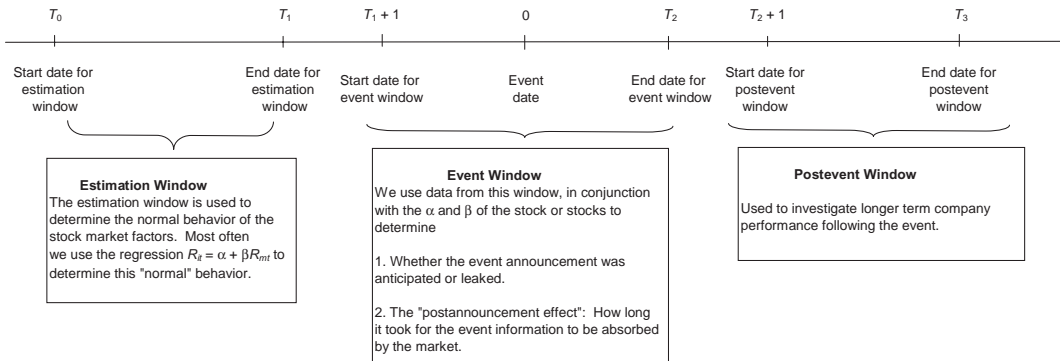 T0 T1 T1 + 1 0 T2 T2 + 1 T3
Start date for
estimation
window
End date for
estimation
window
Start date for
event window
Event
date
End date for
event window
Start date for
postevent
window
End date for
postevent
window
Estimation Window
The estimation window is used to
determine the normal behavior of the
stock market factors. Most often
we use the regression Rit = α + βRmt to
determine this "normal" behavior.
Event Window
We use data from this window, in conjunction
with the α and β of the stock or stocks to
determine
1. Whether the event announcement was
anticipated or leaked.
2. The "postannouncement effect": How long
it took for the event information to be absorbed
by the market.
Postevent Window
Used to investigate longer term company
performance following the event.